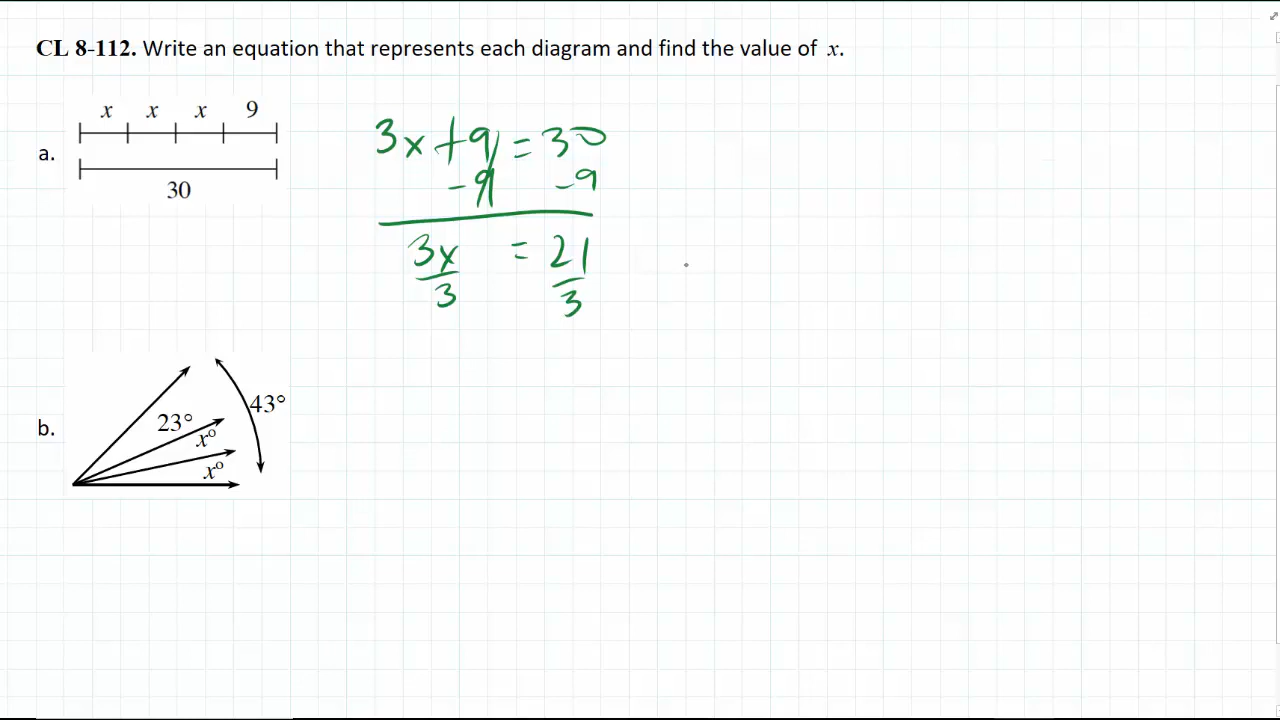 CL 8-112. Write an equation that represents each diagram and find the value of x.
x x x 9
a.
30
3x + 9 = 30
-9 -9
3x = 21
3 3
43°
23°
b.
x°
x°